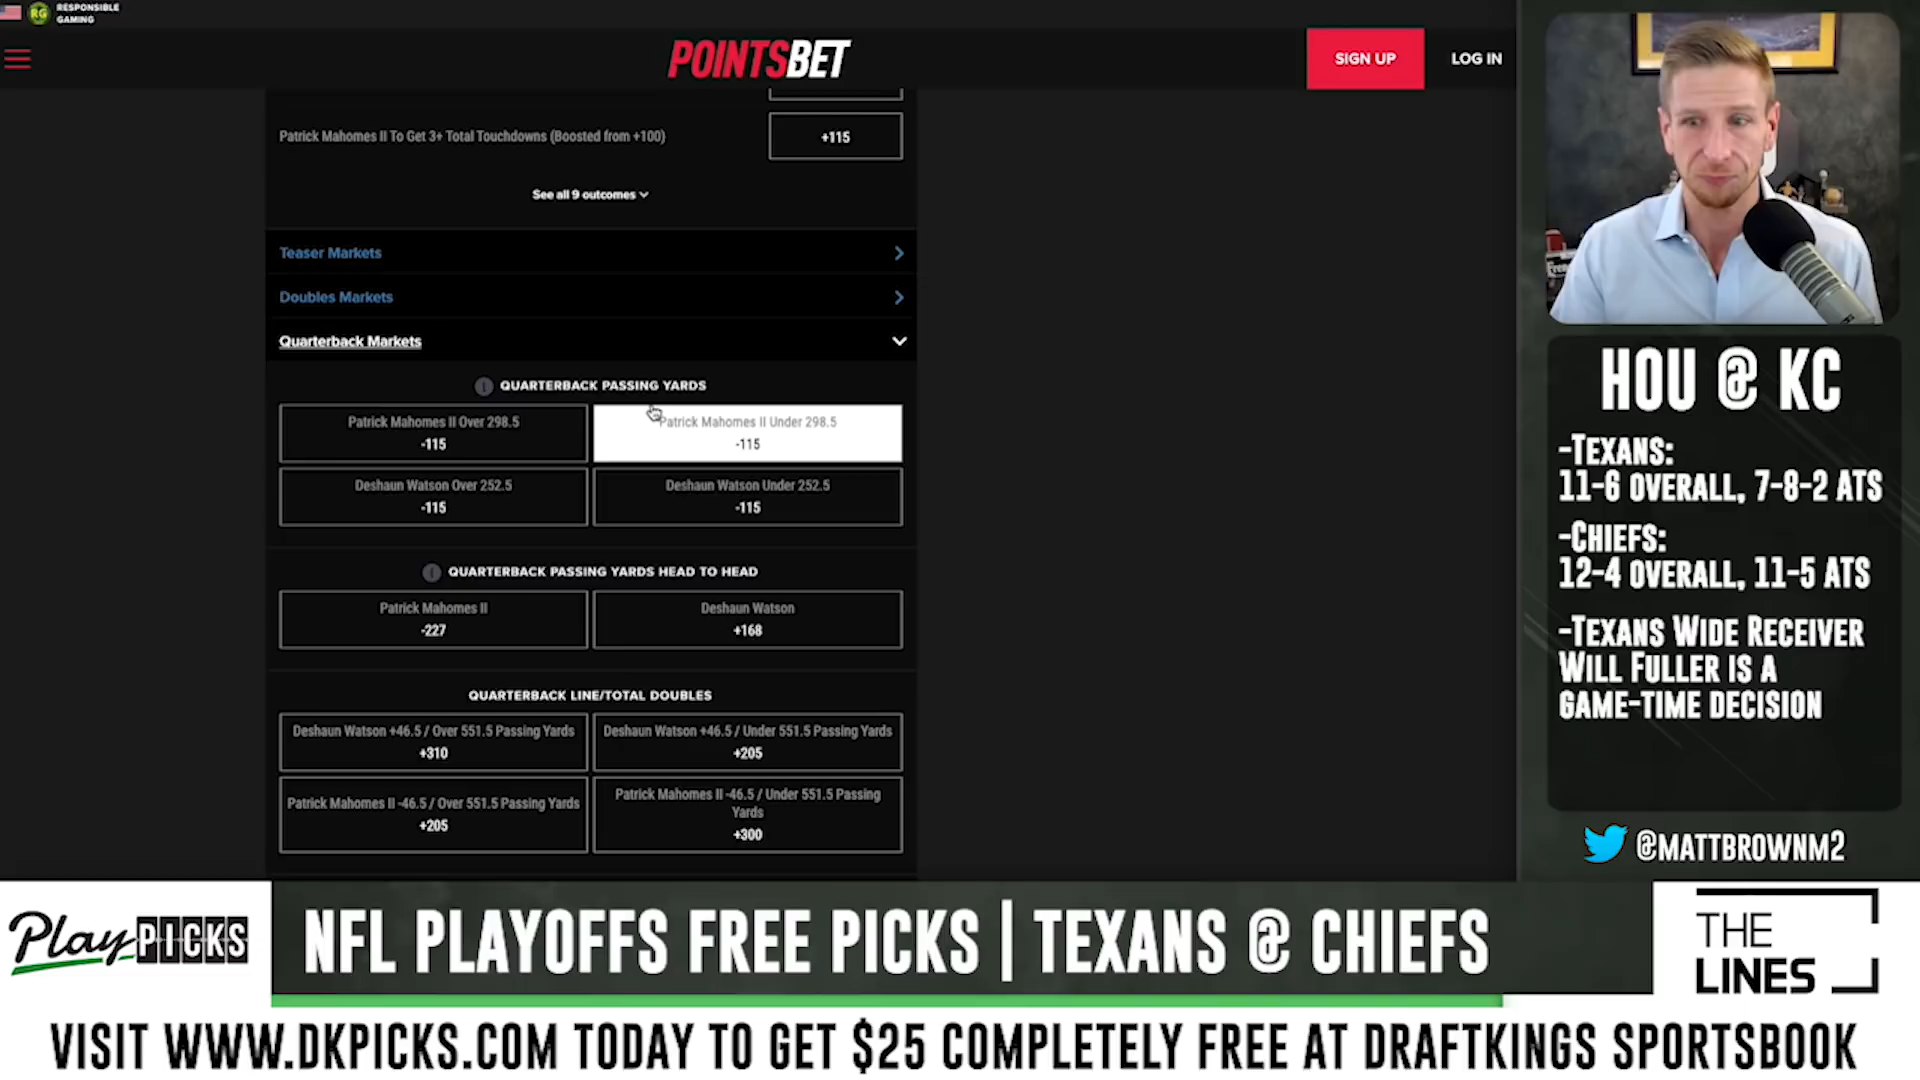 RG RESPONSIBLE
GAMING
POINTSBET
SIGN UP
LOG IN
Patrick Mahomes II To Get 3+ Total Touchdowns (Boosted from +100)
+115
See all 9 outcomes
Teaser Markets
Doubles Markets
Quarterback Markets
QUARTERBACK PASSING YARDS
Patrick Mahomes II Over 298.5
-115
Patrick Mahomes II Under 298.5
-115
Deshaun Watson Over 252.5
-115
Deshaun Watson Under 252.5
-115
QUARTERBACK PASSING YARDS HEAD TO HEAD
Patrick Mahomes II
-227
Deshaun Watson
+168
QUARTERBACK LINE/TOTAL DOUBLES
Deshaun Watson +46.5 / Over 551.5 Passing Yards
+310
Deshaun Watson +46.5 / Under 551.5 Passing Yards
+205
Patrick Mahomes II -46.5 / Over 551.5 Passing Yards
+205
Patrick Mahomes II -46.5 / Under 551.5 Passing
Yards
+300
HOU @ KC
-TEXANS:
11-6 OVERALL, 7-8-2 ATS
-CHIEFS:
12-4 OVERALL, 11-5 ATS
-TEXANS WIDE RECEIVER
WILL FULLER IS A
GAME-TIME DECISION
@MATTBROWNM2
Play PICKS
NFL PLAYOFFS FREE PICKS | TEXANS @ CHIEFS
THE
LINES
VISIT WWW.DKPICKS.COM TODAY TO GET $25 COMPLETELY FREE AT DRAFTKINGS SPORTSBOOK